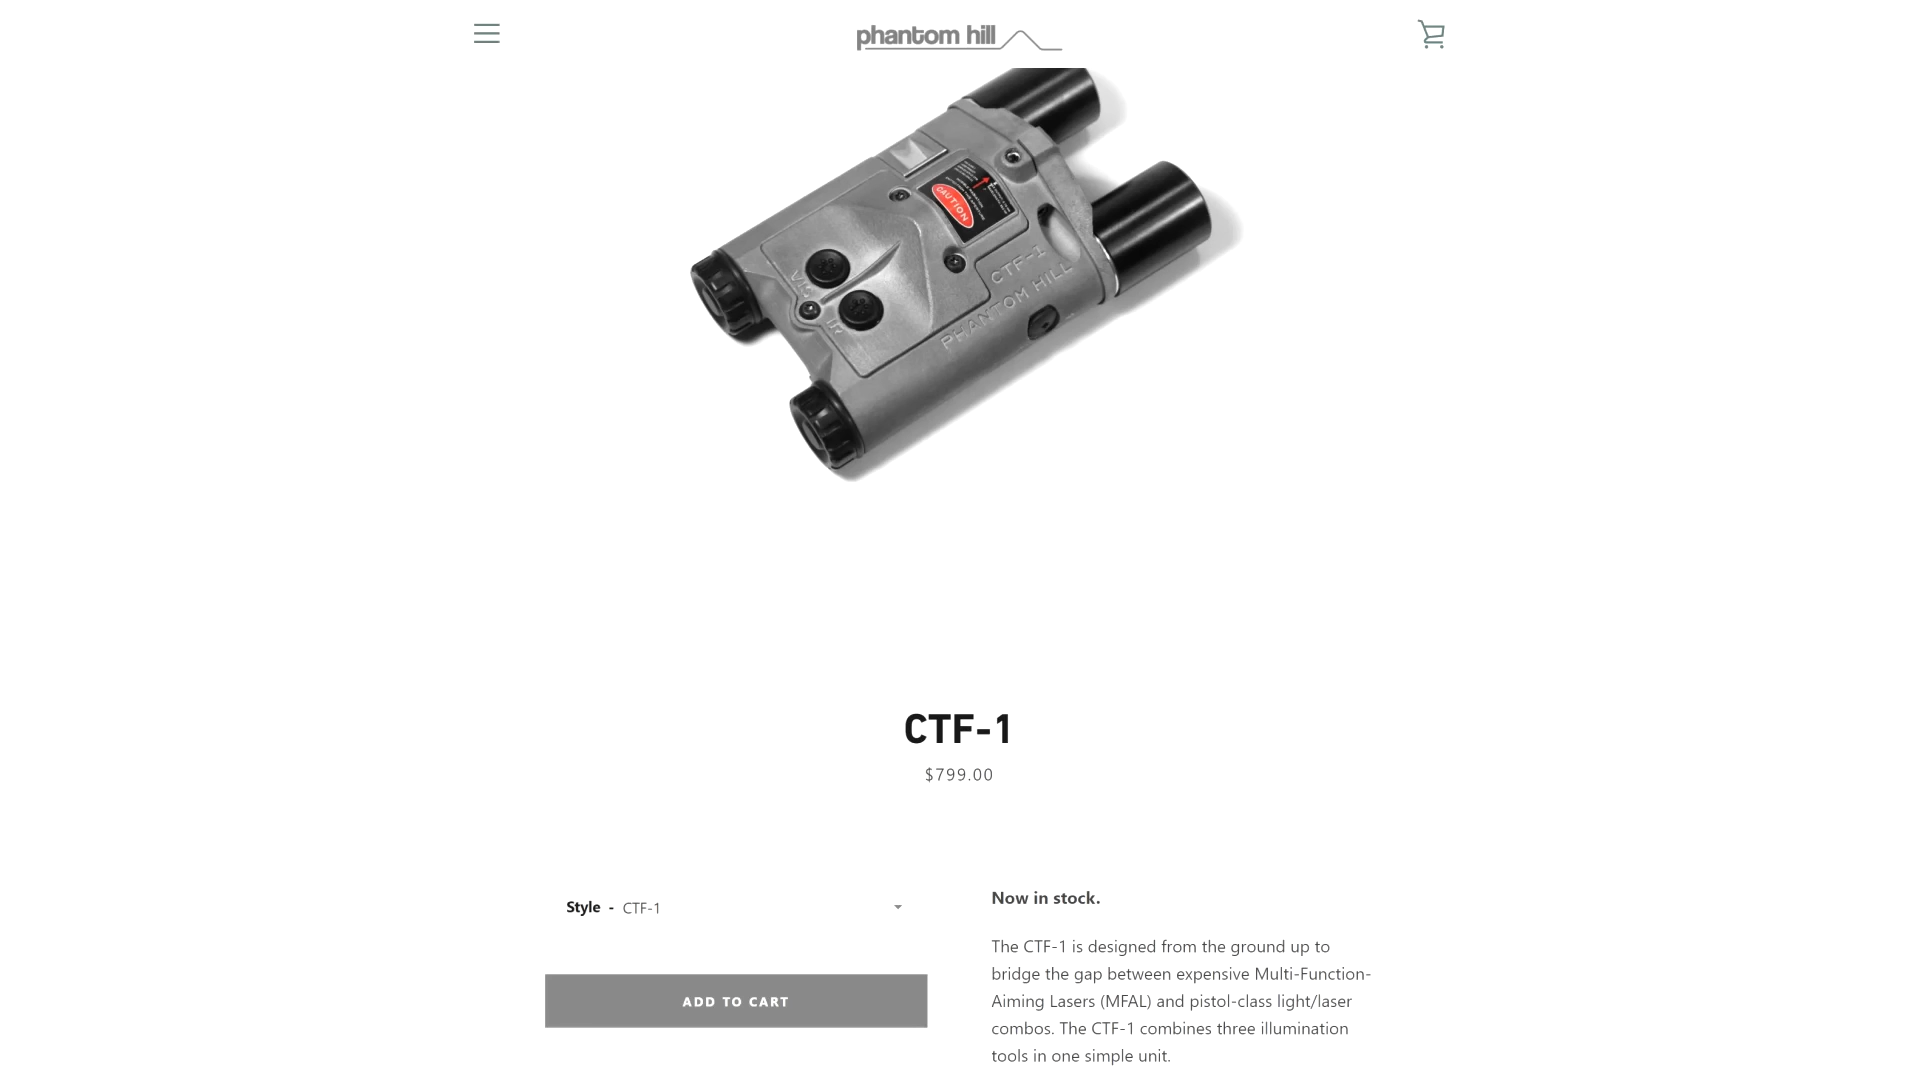 phantom hill
CAUTION
VIS
IR
CTF-1
PHANTOM HILL
CTF-1
$799.00
Style - CTF-1
ADD TO CART
Now in stock.
The CTF-1 is designed from the ground up to
bridge the gap between expensive Multi-Function-
Aiming Lasers (MFAL) and pistol-class light/laser
combos. The CTF-1 combines three illumination
tools in one simple unit.